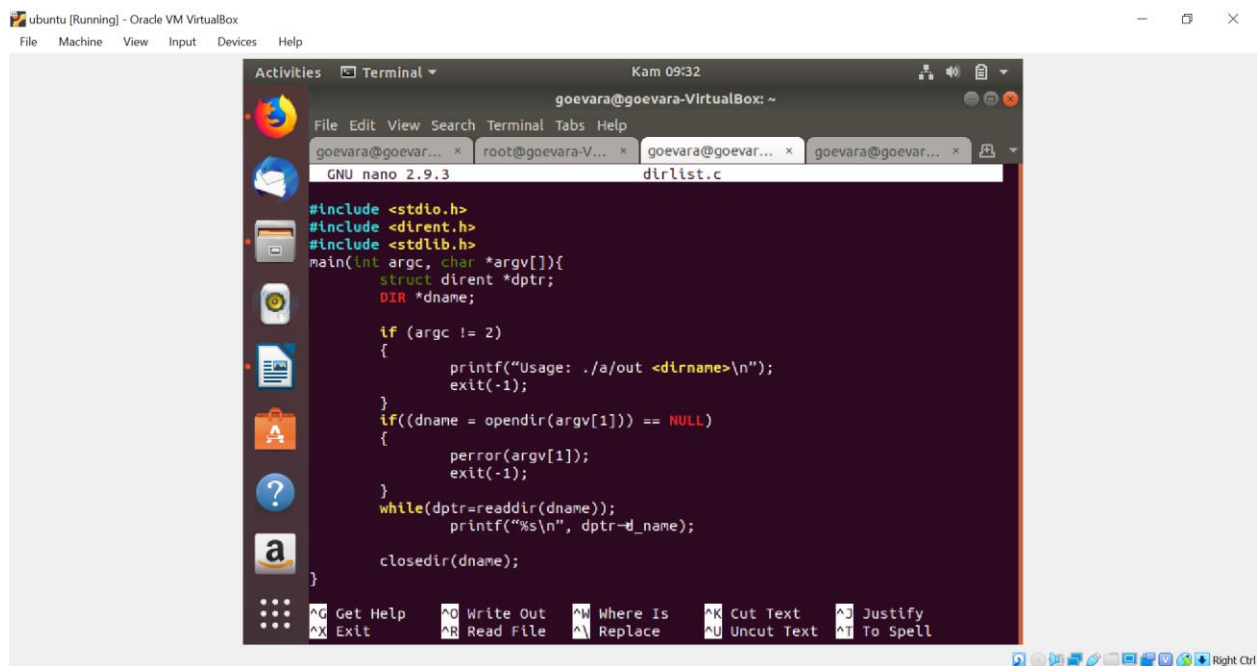 ubuntu [Running] - Oracle VM VirtualBox
File Machine View Input Devices Help
Activities Terminal Kam 09:32
goevara@goevara-VirtualBox: ~
File Edit View Search Terminal Tabs Help
goevara@goevar... × root@goevara-V... × goevara@goevar... × goevara@goevar... ×
GNU nano 2.9.3 dirlist.c
#include <stdio.h>
#include <dirent.h>
#include <stdlib.h>
main(int argc, char *argv[]){
struct dirent *dptr;
DIR *dname;
if (argc != 2)
{
printf(“Usage: ./a/out <dirname>\n”);
exit(-1);
}
if((dname = opendir(argv[1])) == NULL)
{
perror(argv[1]);
exit(-1);
}
while(dptr=readdir(dname));
printf(“%s\n”, dptr→d_name);
closedir(dname);
}
^G Get Help ^O Write Out ^W Where Is ^K Cut Text ^J Justify
^X Exit ^R Read File ^\ Replace ^U Uncut Text ^T To Spell
Right Ctrl